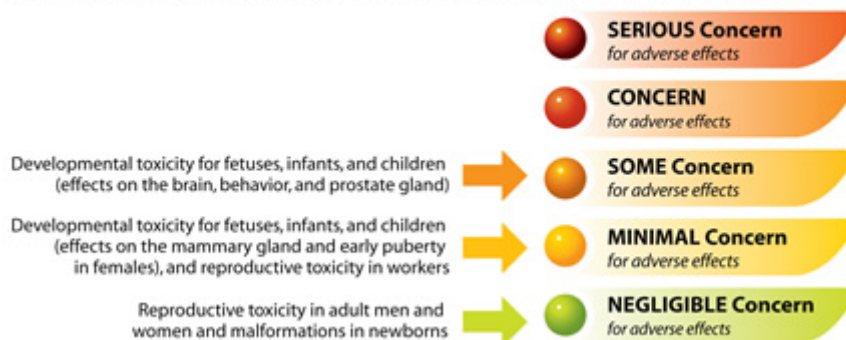 SERIOUS Concern
for adverse effects
CONCERN
for adverse effects
Developmental toxicity for fetuses, infants, and children
(effects on the brain, behavior, and prostate gland)
SOME Concern
for adverse effects
Developmental toxicity for fetuses, infants, and children
(effects on the mammary gland and early puberty
in females), and reproductive toxicity in workers
MINIMAL Concern
for adverse effects
Reproductive toxicity in adult men and
women and malformations in newborns
NEGLIGIBLE Concern
for adverse effects